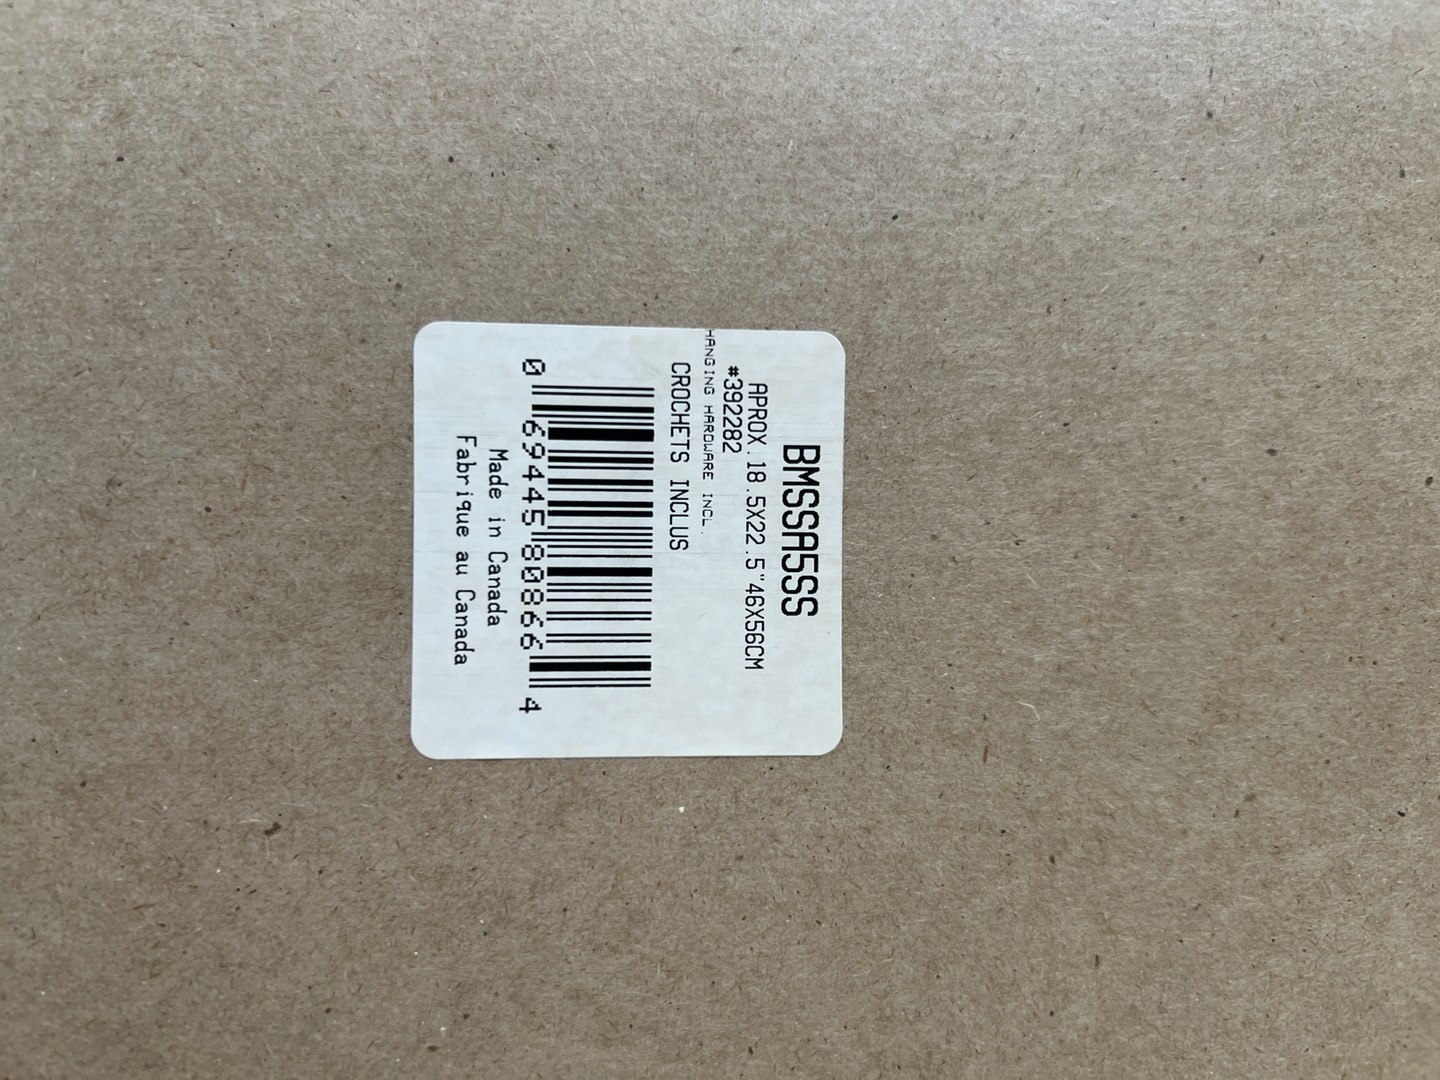 BMSSA5SS
APROX.18.5X22.5"46X56CM
#392282
HANGING HARDWARE INCL.
CROCHETS INCLUS
0 69445 80866 4
Made in Canada
Fabrique au Canada